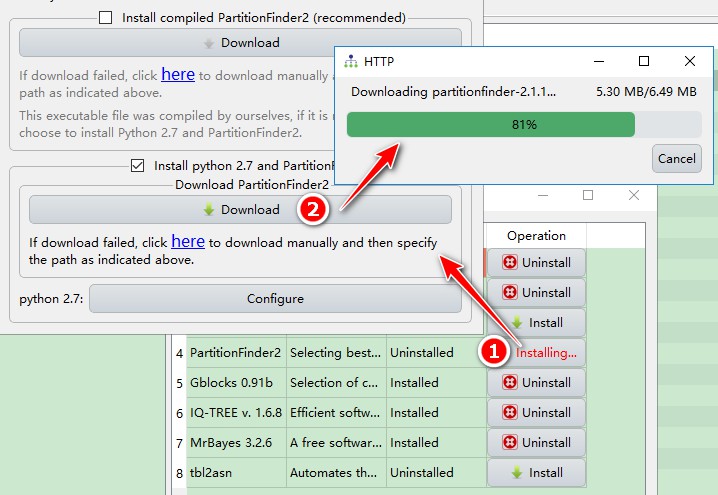 Install compiled PartitionFinder2 (recommended)
Download
If download failed, click here to download manually a
path as indicated above.
This executable file was compiled by ourselves, if it is n
choose to install Python 2.7 and PartitionFinder2.
Install python 2.7 and PartitionF
Download PartitionFinder2
Download
If download failed, click here to download manually and then specify
the path as indicated above.
python 2.7:
Configure
HTTP
Downloading partitionfinder-2.1.1...
5.30 MB/6.49 MB
81%
Cancel
2
1
Operation
Uninstall
Uninstall
Install
4 PartitionFinder2 Selecting best... Uninstalled Installing...
5 Gblocks 0.91b Selection of c... Installed Uninstall
6 IQ-TREE v. 1.6.8 Efficient softw... Installed Uninstall
7 MrBayes 3.2.6 A free softwar... Installed Uninstall
8 tbl2asn Automates th... Uninstalled Install